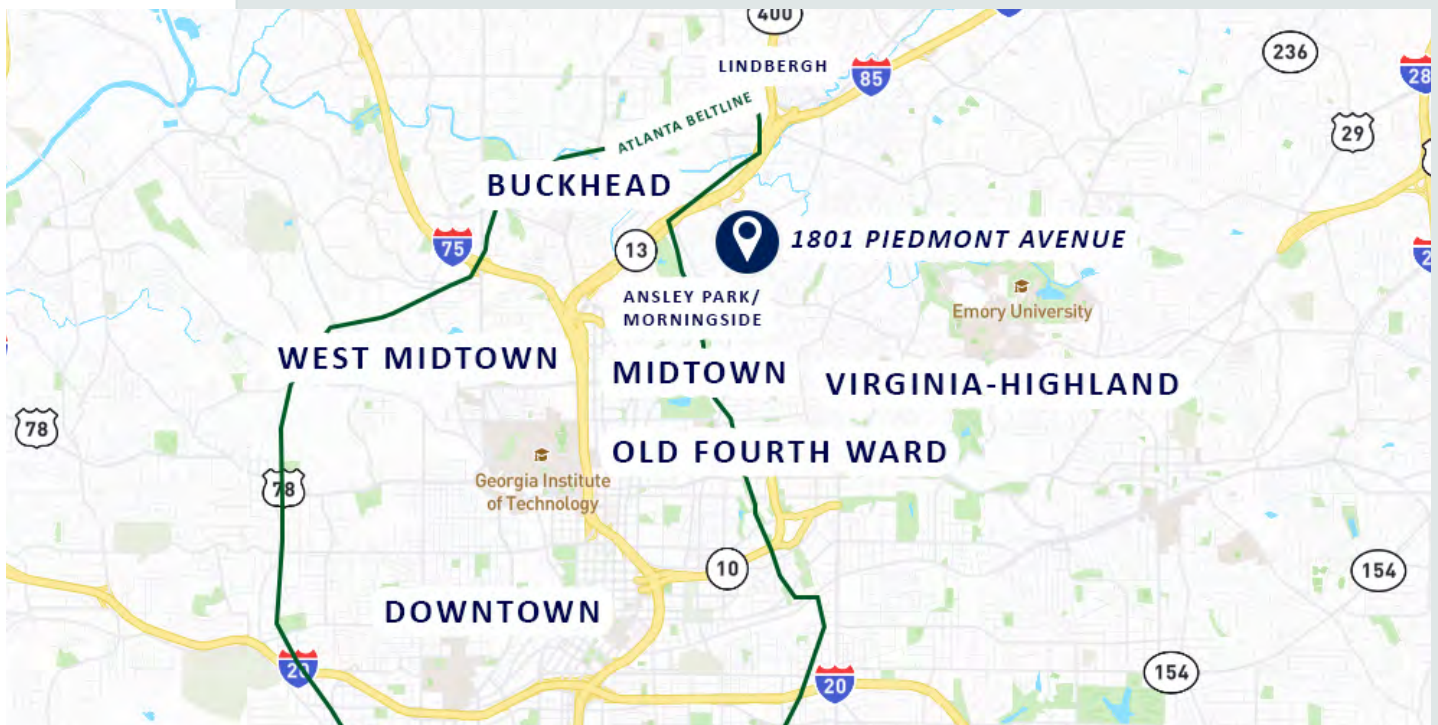 400
LINDBERGH
236
85
28
ATLANTA BELTLINE
29
BUCKHEAD
75
13
1801 PIEDMONT AVENUE
2
ANSLEY PARK/
MORNINGSIDE
Emory University
WEST MIDTOWN
MIDTOWN
VIRGINIA-HIGHLAND
78
OLD FOURTH WARD
Georgia Institute
of Technology
78
10
154
DOWNTOWN
20
20
154